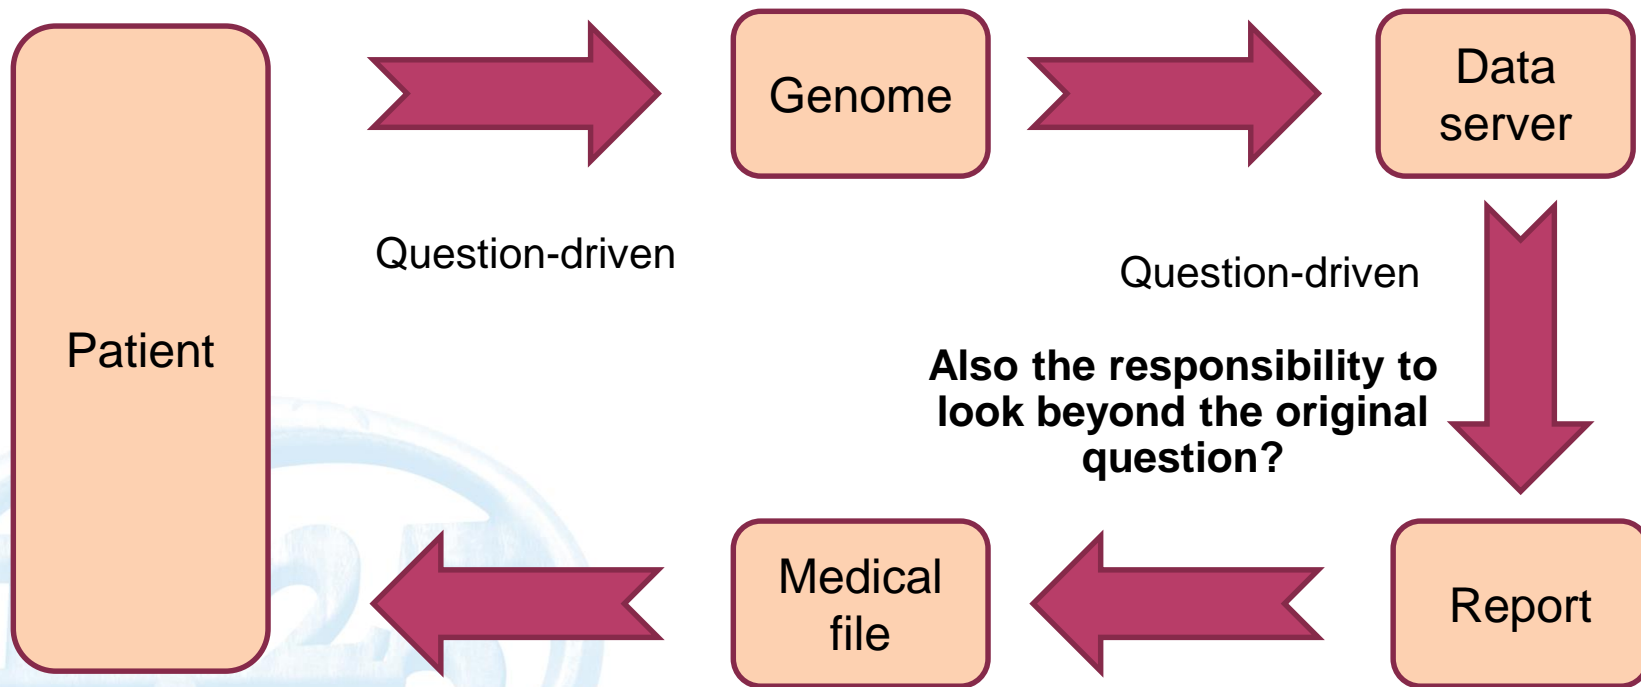 Genome
Data
server
Question-driven
Question-driven
Patient
Also the responsibility to
look beyond the original
question?
Medical
file
Report